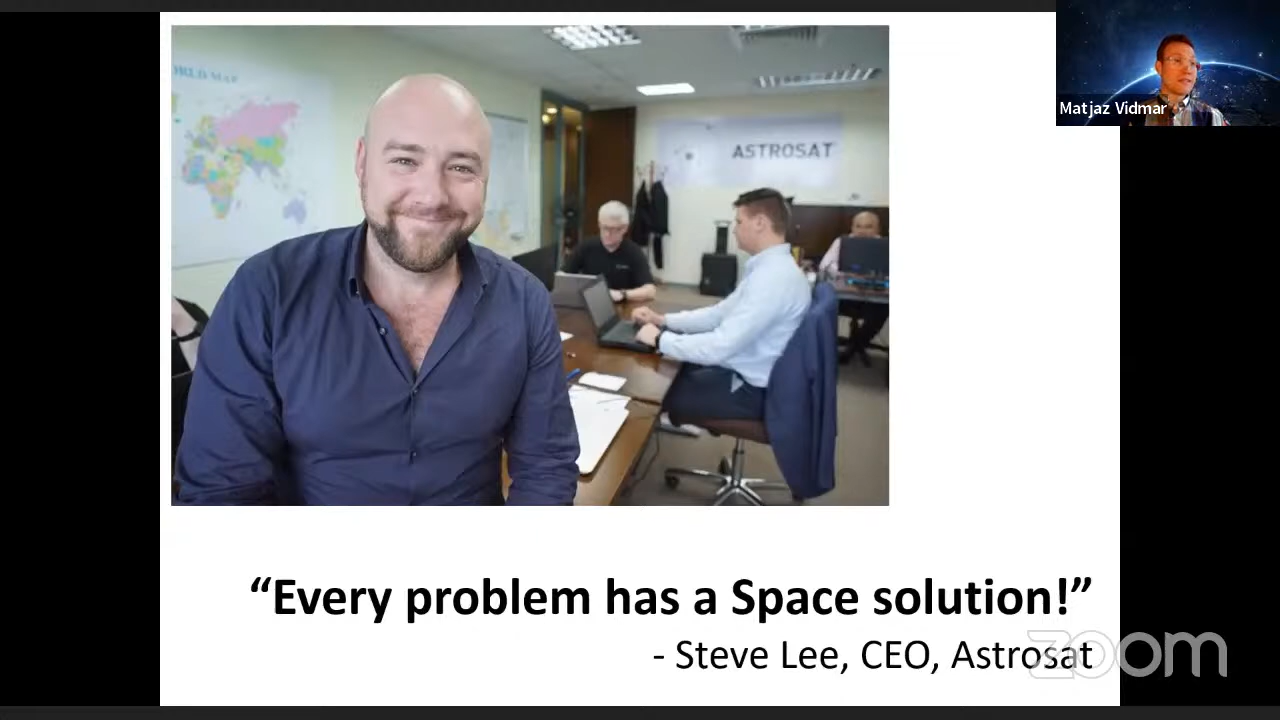 WORLD MAP
ASTROSAT
Matjaz Vidmar
“Every problem has a Space solution!”
- Steve Lee, CEO, Astrosat
zoom